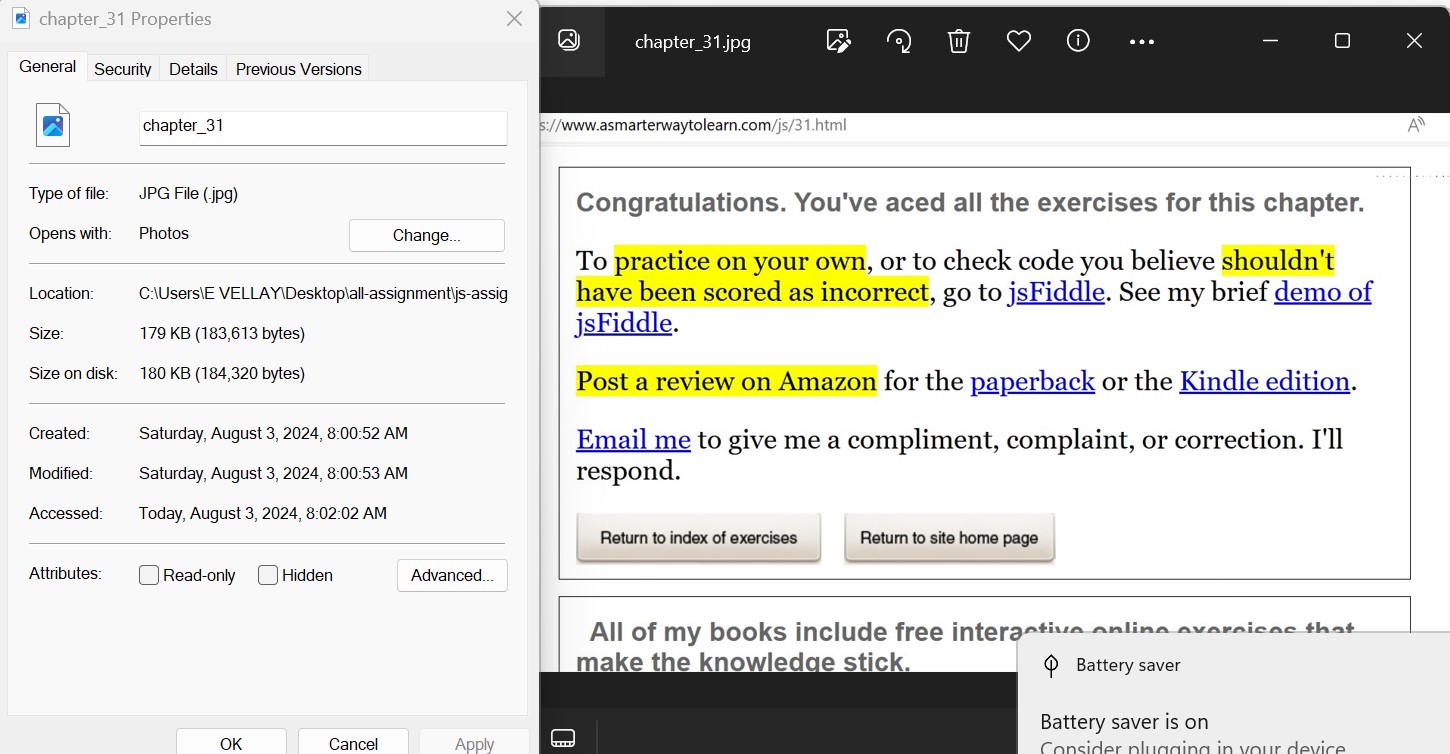 chapter_31 Properties
General
Security
Details
Previous Versions
chapter_31
Type of file:
JPG File (.jpg)
Opens with:
Photos
Change...
Location:
C:\Users\E VELLAY\Desktop\all-assignment\js-assig
Size:
179 KB (183,613 bytes)
Size on disk:
180 KB (184,320 bytes)
Created:
Saturday, August 3, 2024, 8:00:52 AM
Modified:
Saturday, August 3, 2024, 8:00:53 AM
Accessed:
Today, August 3, 2024, 8:02:02 AM
Attributes:
Read-only
Hidden
Advanced...
OK
Cancel
Apply
chapter_31.jpg
s://www.asmarterwaytolearn.com/js/31.html
Congratulations. You've aced all the exercises for this chapter.
To practice on your own, or to check code you believe shouldn't
have been scored as incorrect, go to jsFiddle. See my brief demo of
jsFiddle.
Post a review on Amazon for the paperback or the Kindle edition.
Email me to give me a compliment, complaint, or correction. I'll
respond.
Return to index of exercises
Return to site home page
All of my books include free interactive online exercises that
make the knowledge stick.
Battery saver
Battery saver is on
Consider plugging in your device